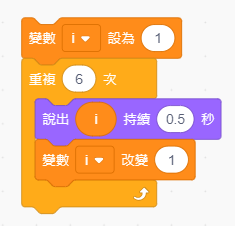 變數 i 設為 1
重複 6 次
說出 i 持續 0.5 秒
變數 i 改變 1